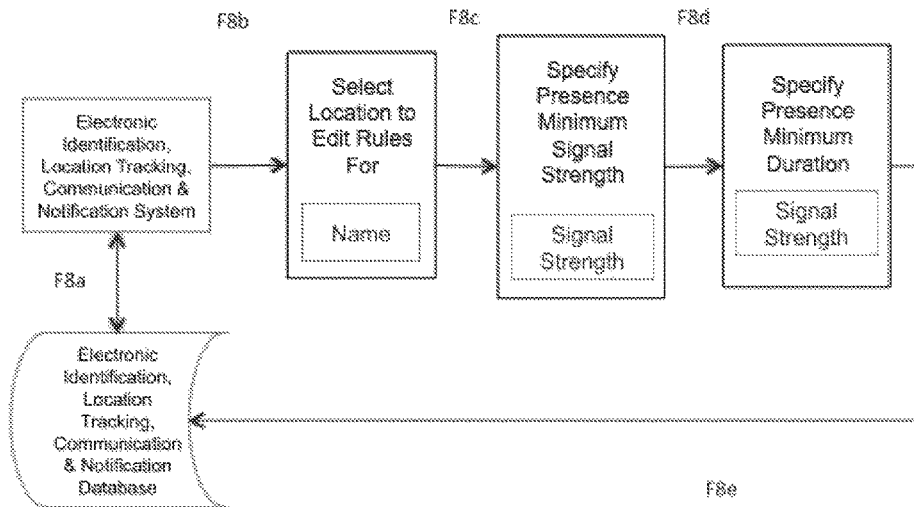 F8b
F8c
F8d
Electronic
Identification,
Location Tracking,
Communication &
Notification System
Select
Location to
Edit Rules
For
Name
Specify
Presence
Minimum
Signal
Strength
Signal
Strength
Specify
Presence
Minimum
Duration
Signal
Strength
F8a
Electronic
Identification,
Location
Tracking,
Communication
& Notification
Database
F8e